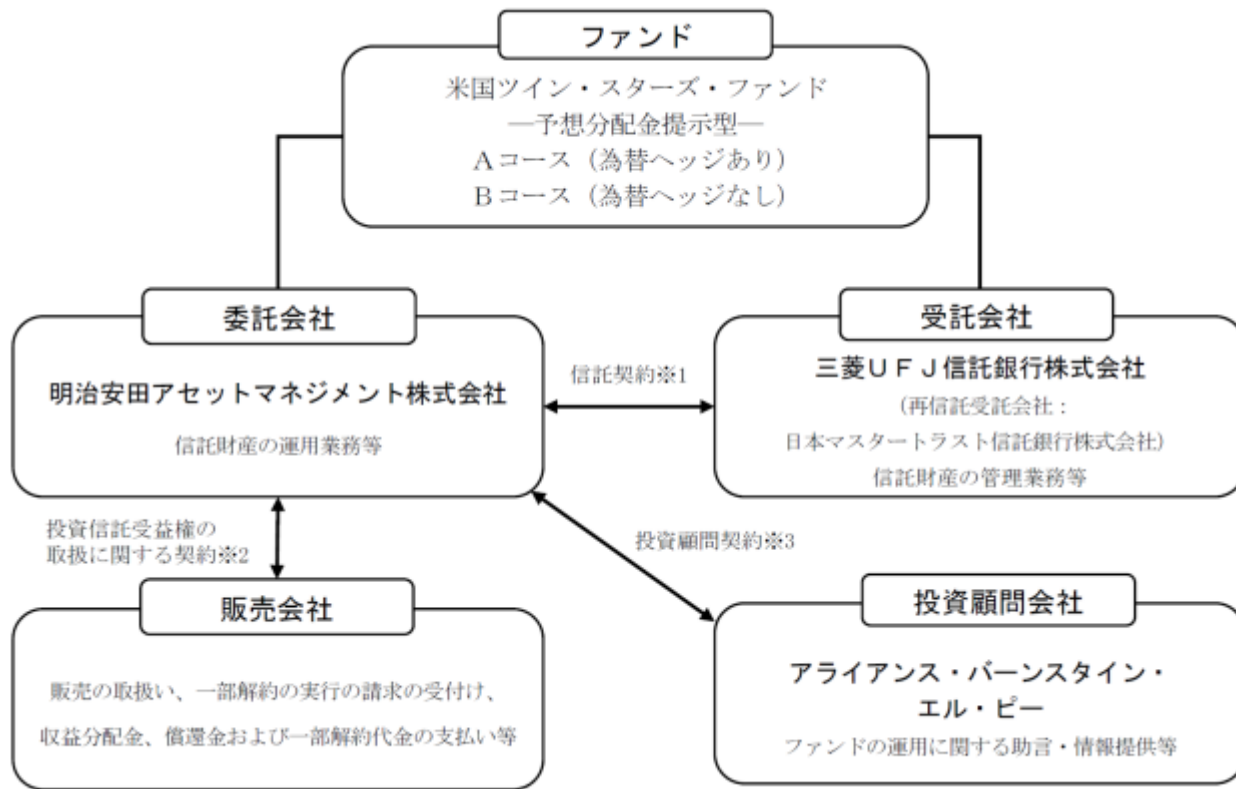 ファンド
米国ツイン・スターズ・ファンド
―予想分配金提示型―
Aコース（為替ヘッジあり）
Bコース（為替ヘッジなし）
委託会社
明治安田アセットマネジメント株式会社
信託財産の運用業務等
信託契約※1
受託会社
三菱UFJ信託銀行株式会社
（再信託受託会社：
日本マスタートラスト信託銀行株式会社）
信託財産の管理業務等
投資信託受益権の
取扱に関する契約※2
投資顧問契約※3
販売会社
販売の取扱い、一部解約の実行の請求の受付け、
収益分配金、償還金および一部解約代金の支払い等
投資顧問会社
アライアンス・バーンスタイン・
エル・ピー
ファンドの運用に関する助言・情報提供等